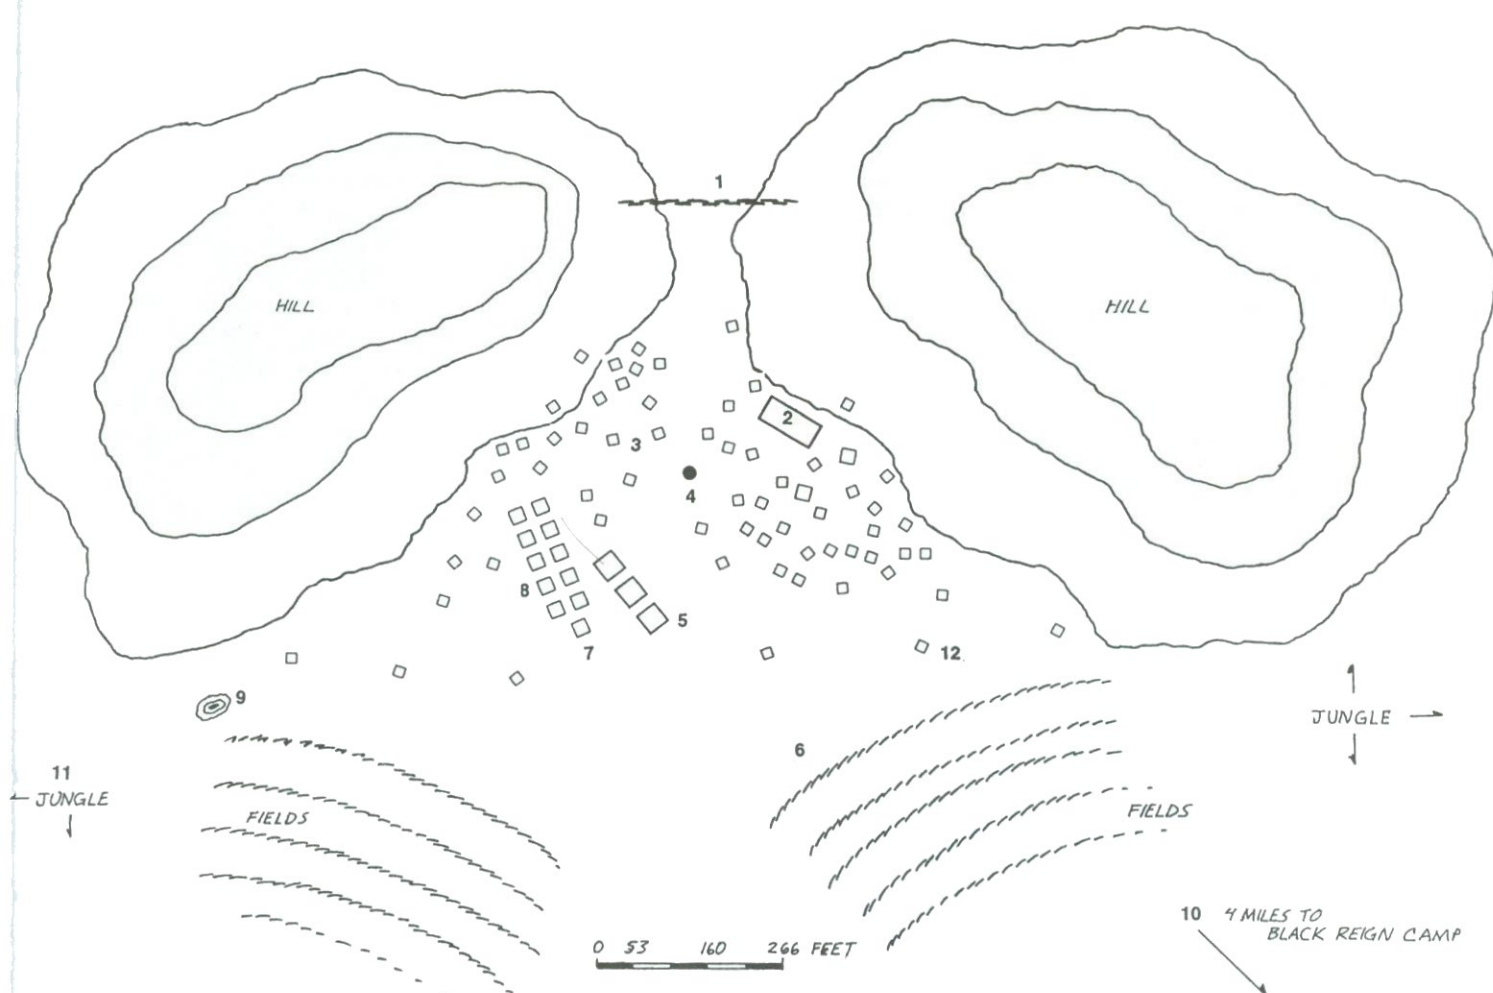 1
HILL
HILL
2
3
4
8
5
7
12
9
JUNGLE
6
11
JUNGLE
FIELDS
FIELDS
10 4 MILES TO
BLACK REIGN CAMP
0 53 160 266 FEET